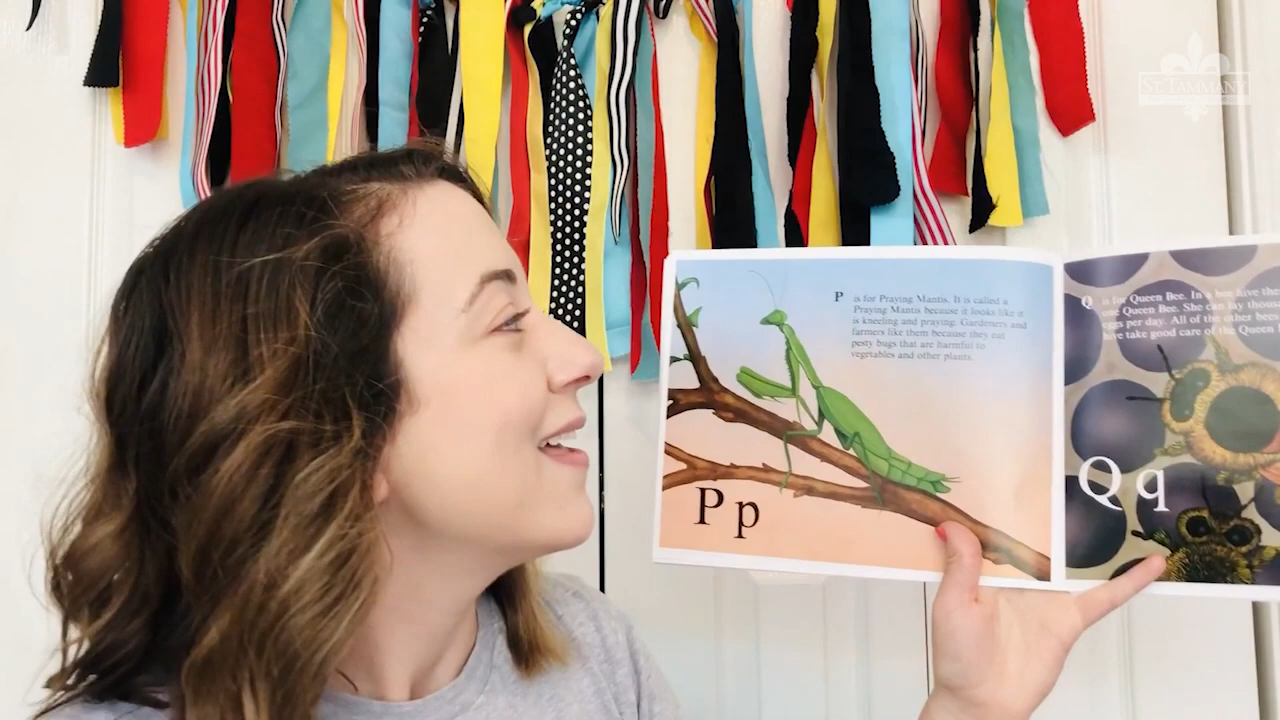 ST. TAMMANY
P is for Praying Mantis. It is called a
Praying Mantis because it looks like it
is kneeling and praying. Gardeners and
farmers like them because they eat
pesty bugs that are harmful to
vegetables and other plants.
P p
Q is for Queen Bee. In a bee hive
one Queen Bee. She can lay
eggs per day. All of the other bees
have take good care of the Queen
Q q